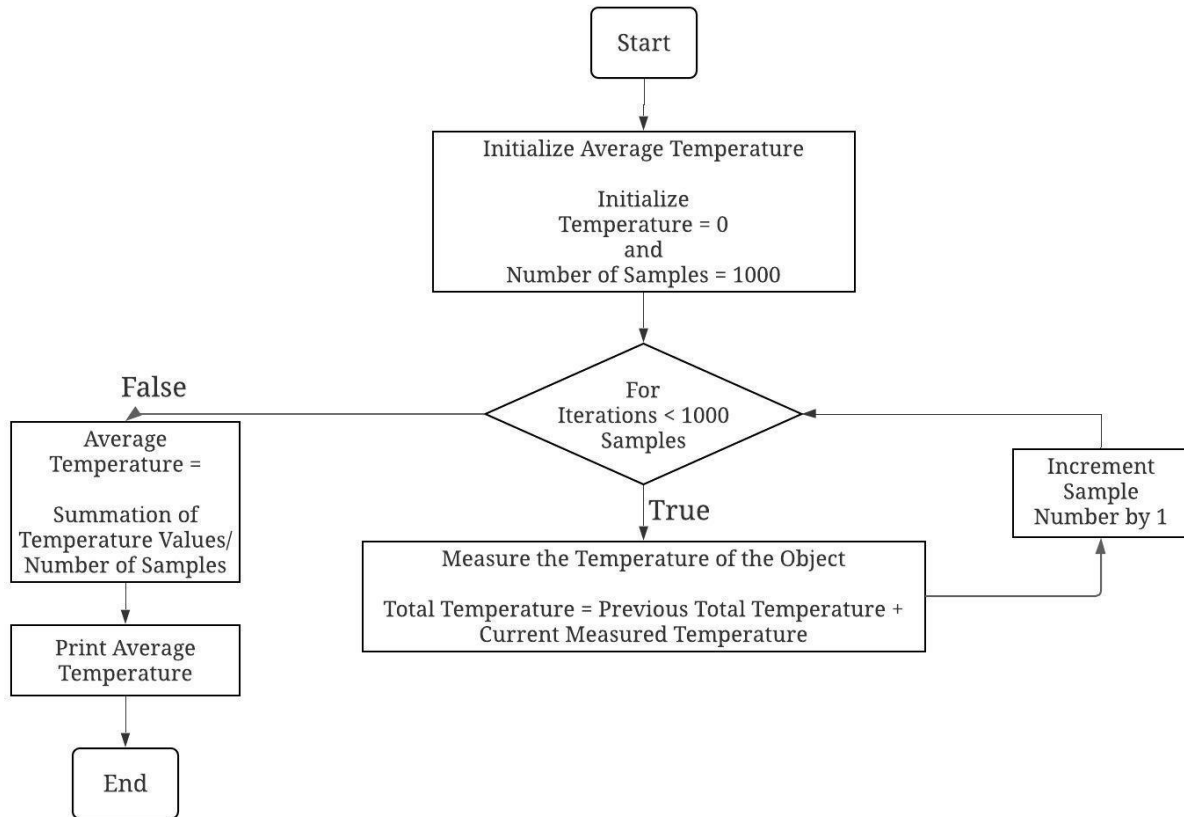 Start
Initialize Average Temperature
Initialize
Temperature = 0
and
Number of Samples = 1000
For
Iterations < 1000
Samples
False
True
Average
Temperature =
Summation of
Temperature Values/
Number of Samples
Print Average
Temperature
End
Measure the Temperature of the Object
Total Temperature = Previous Total Temperature +
Current Measured Temperature
Increment
Sample
Number by 1